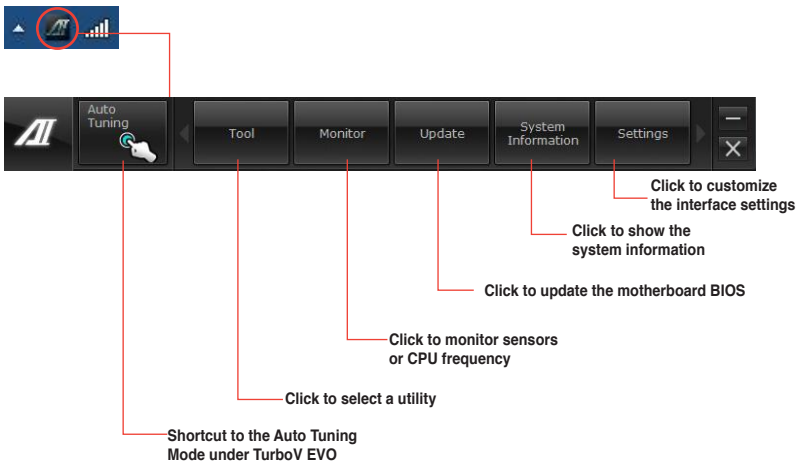 Auto
Tuning
Tool
Monitor
Update
System
Information
Settings
Click to customize
the interface settings
Click to show the
system information
Click to update the motherboard BIOS
Click to monitor sensors
or CPU frequency
Click to select a utility
Shortcut to the Auto Tuning
Mode under TurboV EVO